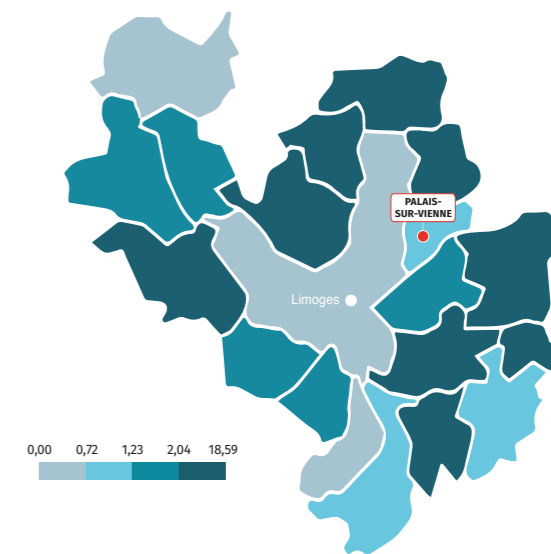 PALAIS-
SUR-VIENNE
Limoges
0,00 0,72 1,23 2,04 18,59